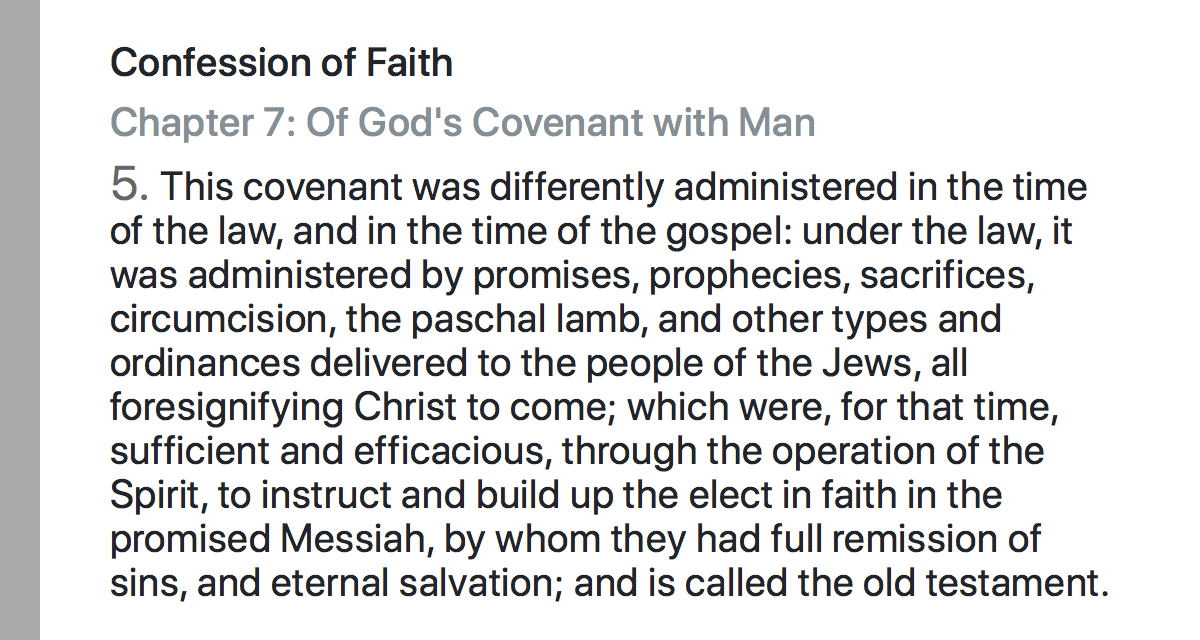 Confession of Faith
Chapter 7: Of God's Covenant with Man
5. This covenant was differently administered in the time
of the law, and in the time of the gospel: under the law, it
was administered by promises, prophecies, sacrifices,
circumcision, the paschal lamb, and other types and
ordinances delivered to the people of the Jews, all
foresignifying Christ to come; which were, for that time,
sufficient and efficacious, through the operation of the
Spirit, to instruct and build up the elect in faith in the
promised Messiah, by whom they had full remission of
sins, and eternal salvation; and is called the old testament.